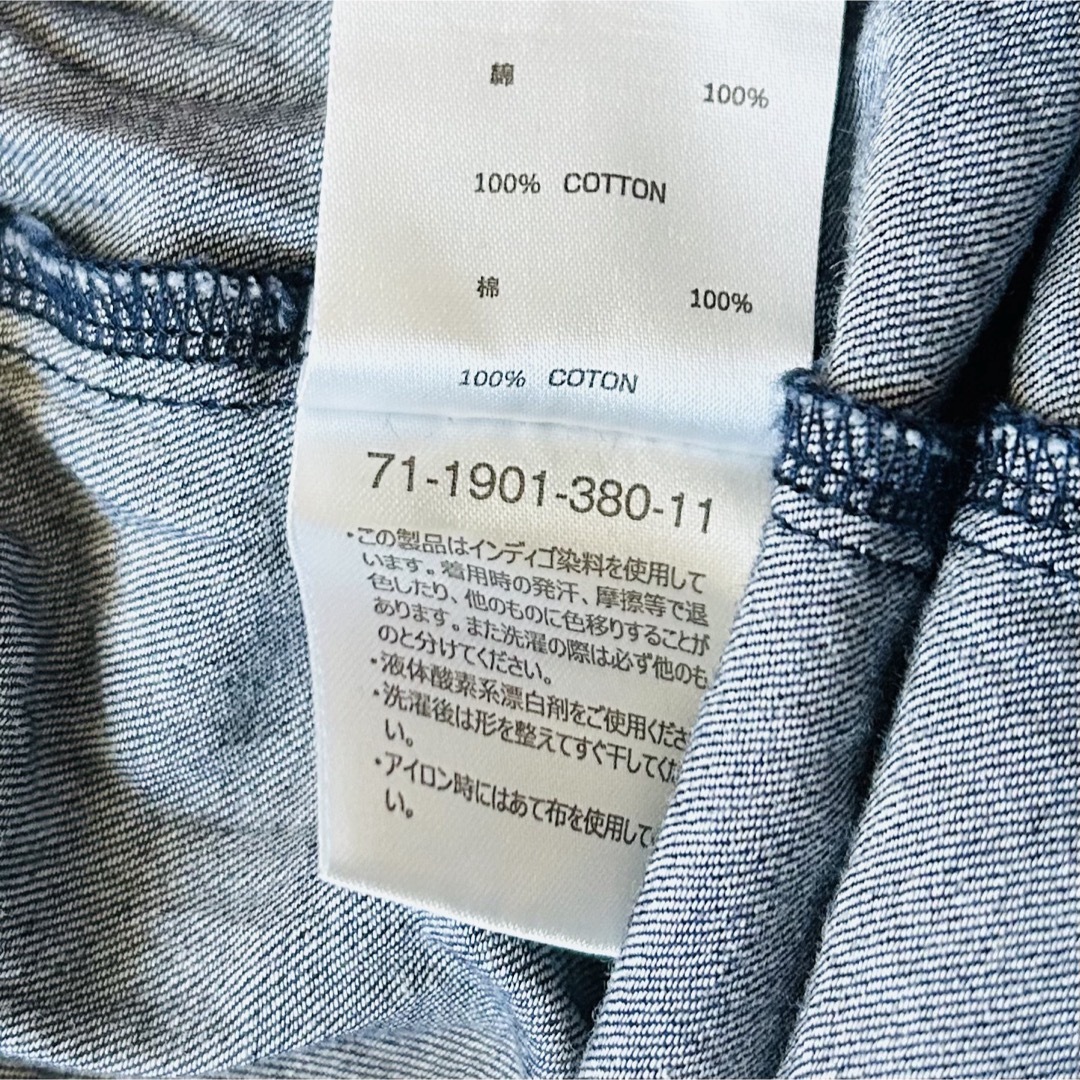 綿 100%
100% COTTON
棉 100%
100% COTON
71-1901-380-11
・この製品はインディゴ染料を使用して
います。着用時の発汗、摩擦等で退
色したり、他のものに色移りすることが
あります。また洗濯の際は必ず他のも
のと分けてください。
・液体酸素系漂白剤をご使用くださ
い。
・洗濯後は形を整えてすぐ干してくだ
い。
・アイロン時にはあて布を使用して
い。